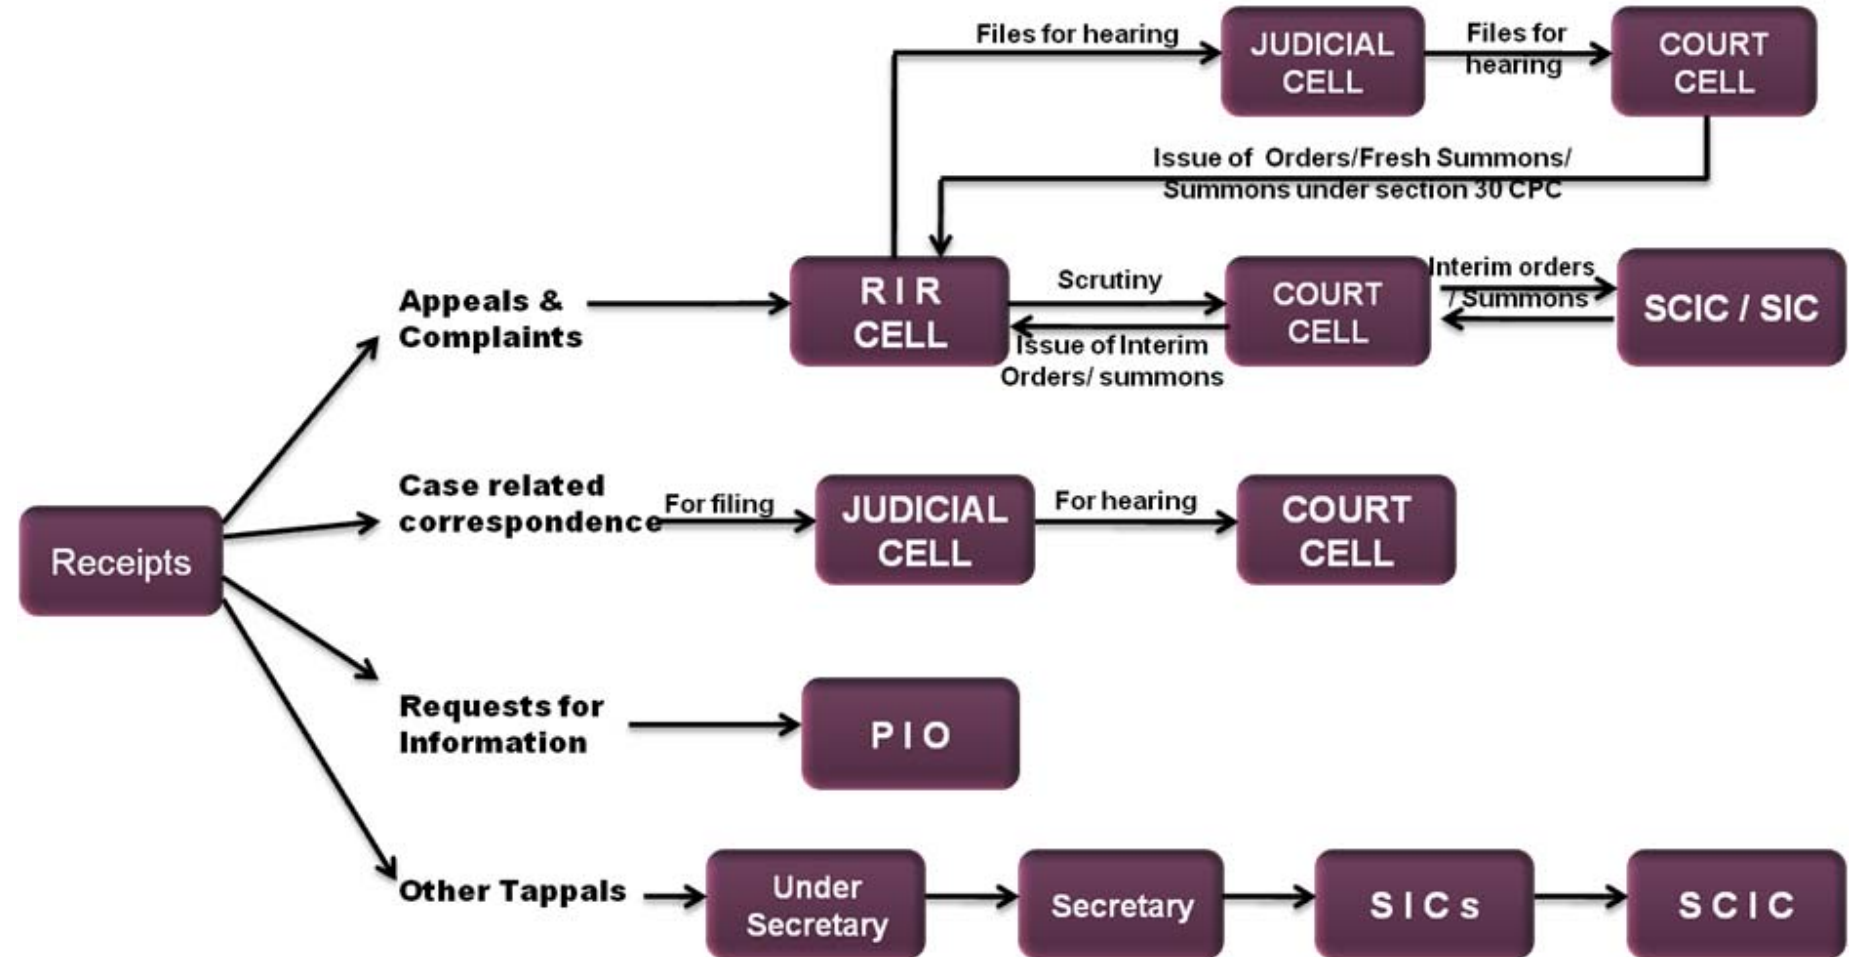 Files for hearing
JUDICIAL
CELL
Files for
hearing
COURT
CELL
Issue of Orders/Fresh Summons/
Summons under section 30 CPC
Appeals &
Complaints
R I R
CELL
Scrutiny
Issue of Interim
Orders/ summons
COURT
CELL
Interim orders
/ Summons
SCIC / SIC
Receipts
Case related
correspondence
For filing
JUDICIAL
CELL
For hearing
COURT
CELL
Requests for
Information
P I O
Other Tappals
Under
Secretary
Secretary
S I C s
S C I C